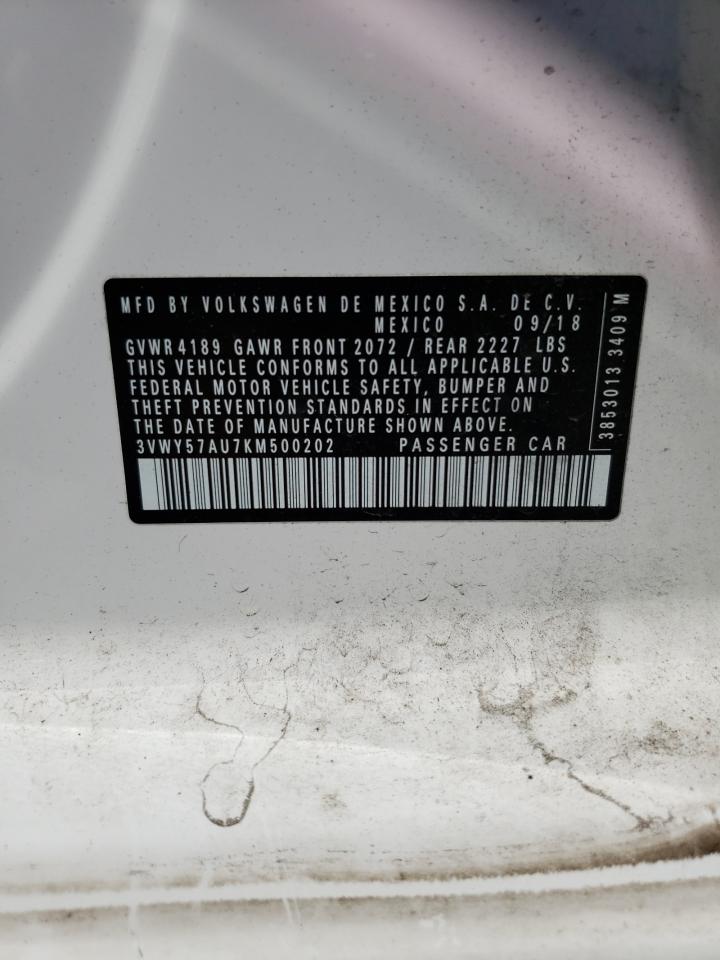 MFD BY VOLKSWAGEN DE MEXICO S.A. DE C.V.
MEXICO 09/18
GVWR 4189 GAWR FRONT 2072 / REAR 2227 LBS
THIS VEHICLE CONFORMS TO ALL APPLICABLE U.S.
FEDERAL MOTOR VEHICLE SAFETY, BUMPER AND
THEFT PREVENTION STANDARDS IN EFFECT ON
THE DATE OF MANUFACTURE SHOWN ABOVE.
3VWY57AU7KM500202 PASSENGER CAR
3853013 3409 M